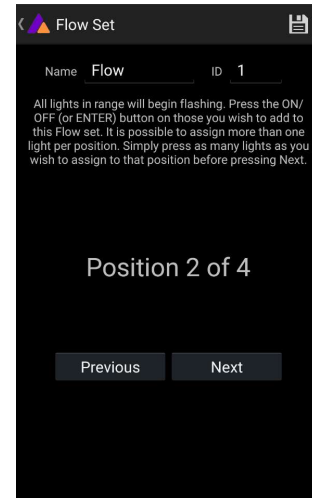 Flow Set
Name Flow ID 1
All lights in range will begin flashing. Press the ON/
OFF (or ENTER) button on those you wish to add to
this Flow set. It is possible to assign more than one
light per position. Simply press as many lights as you
wish to assign to that position before pressing Next.
Position 2 of 4
Previous Next